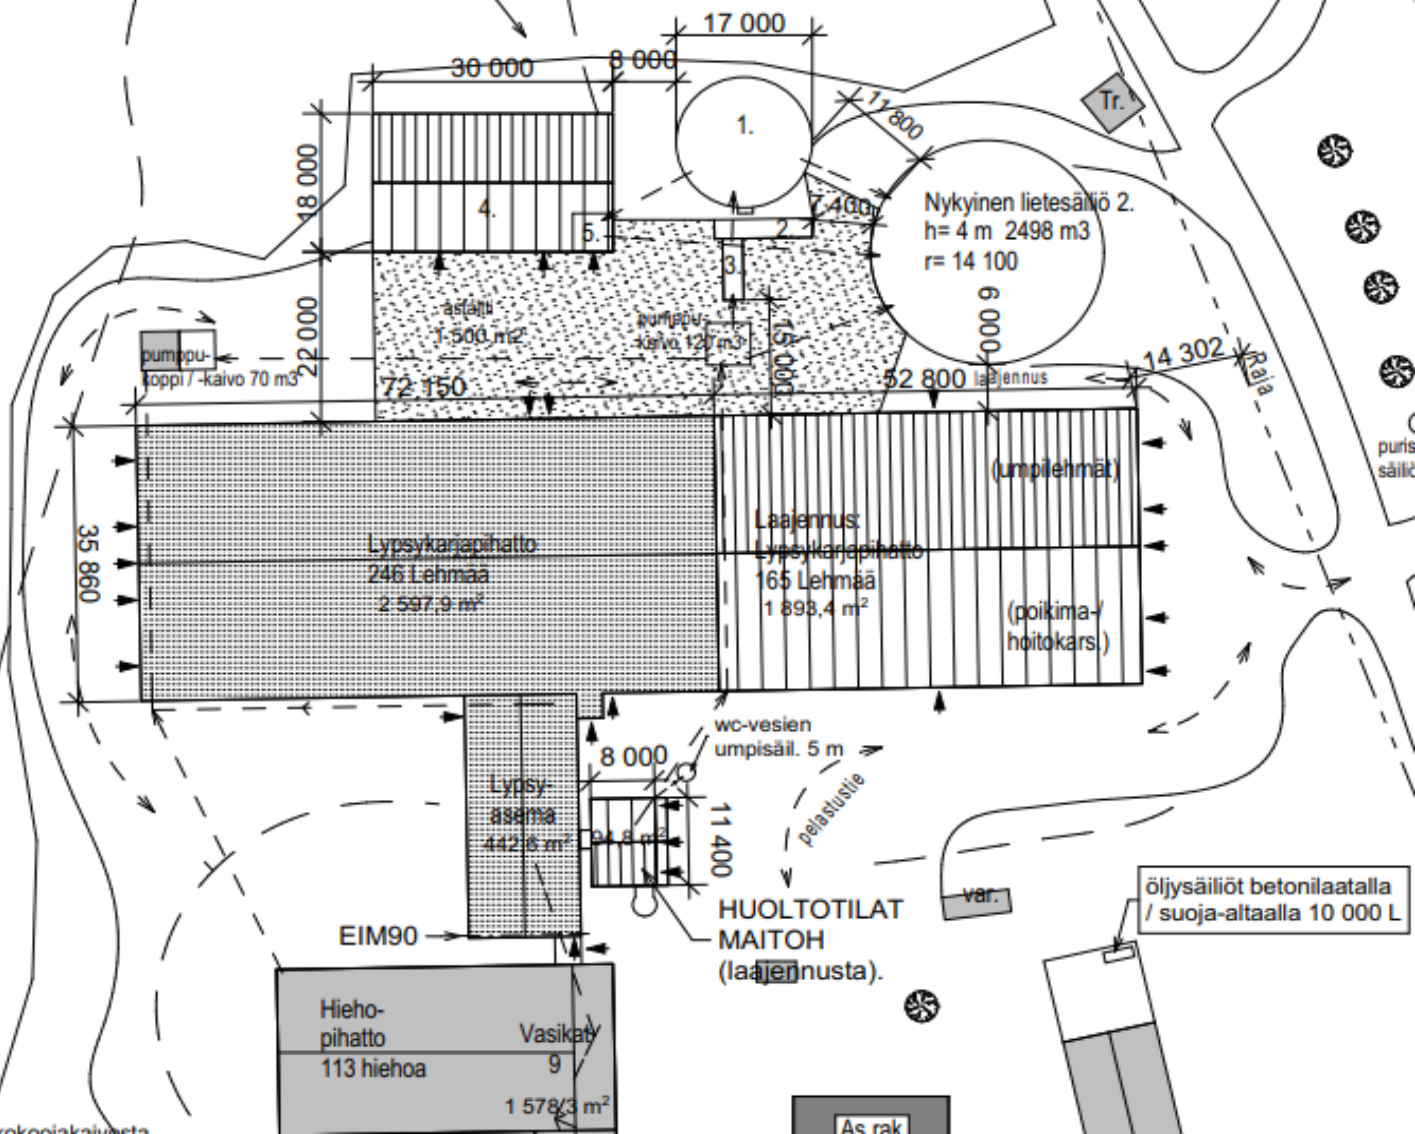 17 000
30 000
8 000
11 800
Tr.
1.
18 000
7 400
Nykyinen lietesäiliö 2.
h= 4 m  2498 m3
r= 14 100
4.
5.
2.
3.
6 000
22 000
asfaltti
1 500 m2
pumppu-
kaivo 120 m3
15 000
pumppu-
koppi / -kaivo 70 m3
14 302
Raja
72 150
52 800
laajennus
puris
säiliö
(umpilehmät)
35 860
Lypsykarjapihatto
246 Lehmää
2 597,9 m²
Laajennus:
Lypsykarjapihatto
165 Lehmää
1 893,4 m²
(poikima-/
hoitokars.)
wc-vesien
umpisäil. 5 m
8 000
Lypsy-
asema
442,6 m²
94,8 m²
11 400
pelastustie
var.
öljysäiliöt betonilaatalla
/ suoja-altaalla 10 000 L
HUOLTOTILAT
MAITOH
(laajennusta).
EIM90
Hieho-
pihatto
113 hiehoa
Vasikat
9
1 578,3 m²
As.rak